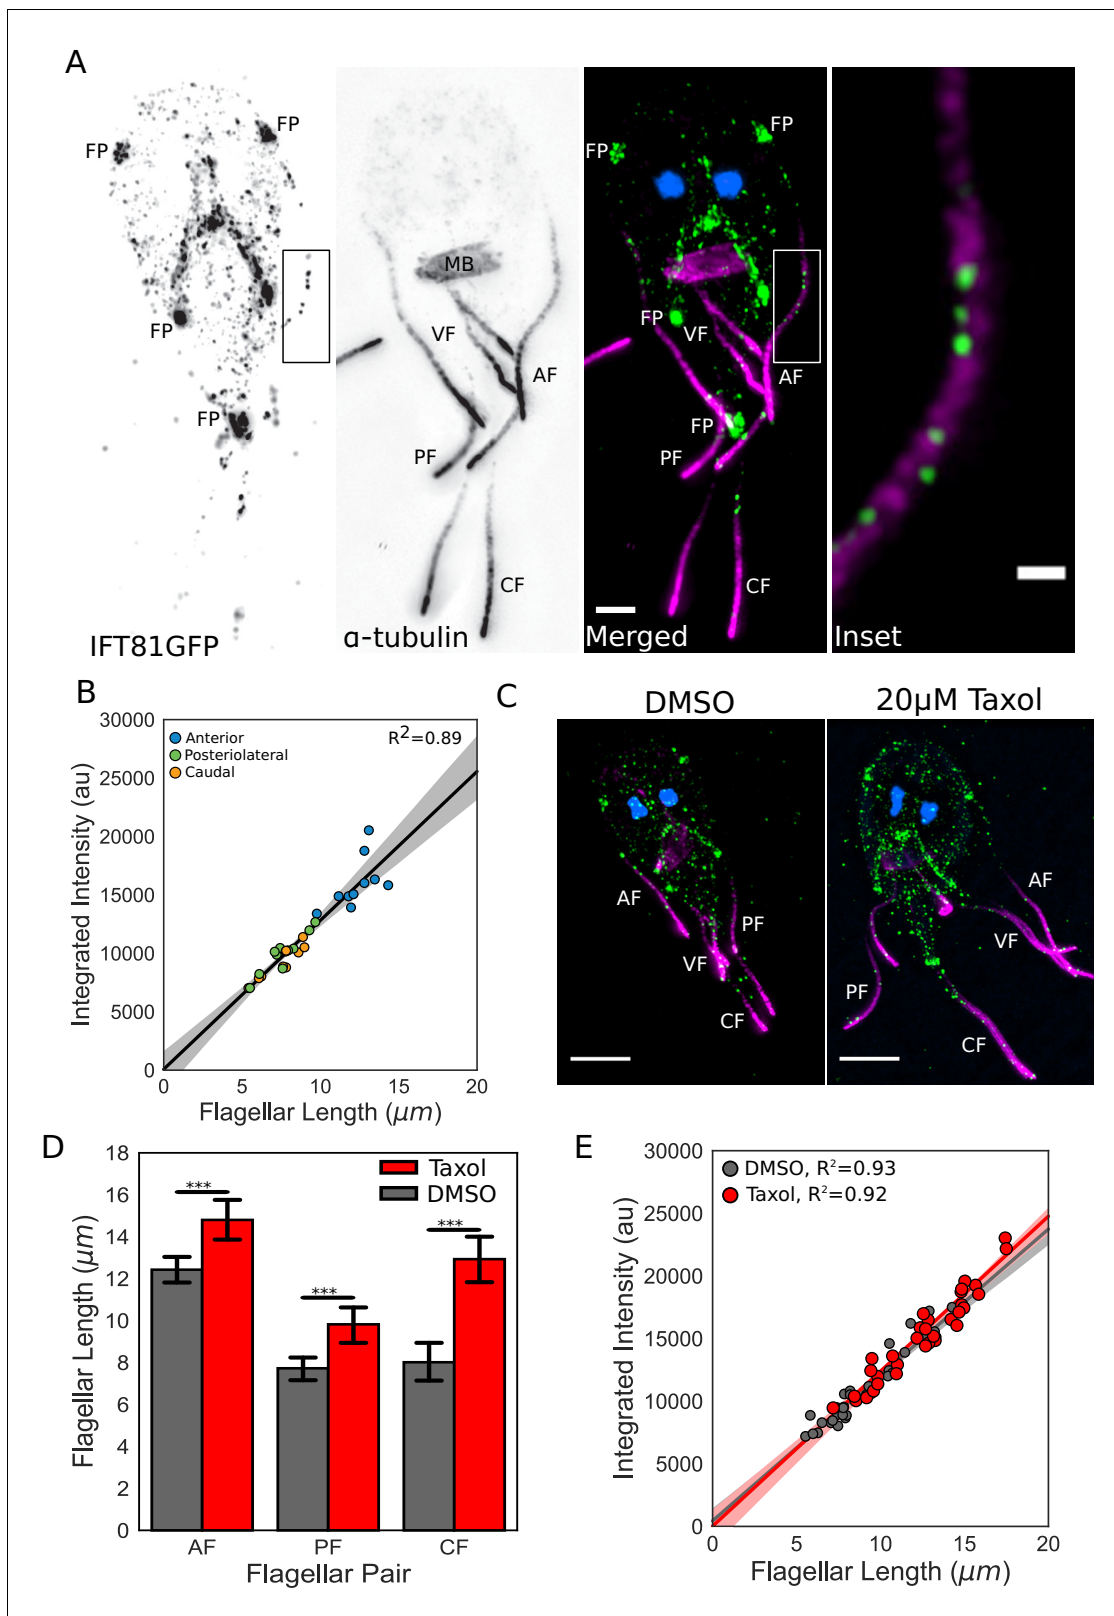 A
FP
FP
FP
FP
IFT81GFP
MB
VF
AF
PF
CF
α-tubulin
FP
FP
FP
VF
AF
FP
PF
CF
Merged
Inset
B
30000
25000
20000
15000
10000
5000
0
Integrated Intensity (au)
Anterior
Posteriolateral
Caudal
R²=0.89
0 5 10 15 20
Flagellar Length (μm)
C
DMSO
20μM Taxol
AF
PF
VF
CF
AF
VF
PF
CF
D
18
16
14
12
10
8
6
4
2
0
Flagellar Length (μm)
Taxol
DMSO
***
***
***
AF PF CF
Flagellar Pair
E
30000
25000
20000
15000
10000
5000
0
Integrated Intensity (au)
DMSO, R²=0.93
Taxol, R²=0.92
0 5 10 15 20
Flagellar Length (μm)